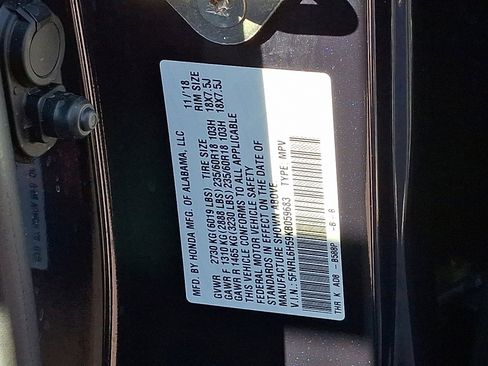 MFD. BY HONDA MFG. OF ALABAMA, LLC 11/'18
TIRE SIZE RIM SIZE
GVWR 2730 KG(6019 LBS)
GAWR F 1310 KG(2888 LBS) 235/60R18 103H 18X7.5J
GAWR R 1465 KG(3230 LBS) 235/60R18 103H 18X7.5J
THIS VEHICLE CONFORMS TO ALL APPLICABLE
FEDERAL MOTOR VEHICLE SAFETY
STANDARDS IN EFFECT ON THE DATE OF
MANUFACTURE SHOWN ABOVE
V.I.N.: 5FNRL6H59KB059683 TYPE MPV
THR K AD8 - B588P -B - B